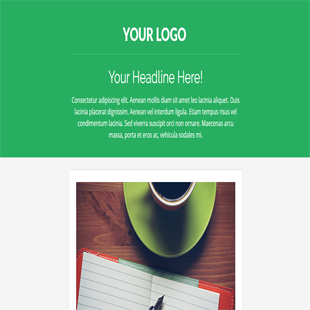 YOUR LOGO
Your Headline Here!
Consectetur adipiscing elit. Aenean mollis diam sit amet leo lacinia aliquet. Duis
lacinia placerat dignissim. Aenean vel interdum ligula. Etiam tempus risus vel
condimentum lacinia. Sed viverra suscipit orci non ornare. Maecenas arcu
massa, porta et eros ac, vehicula sodales mi.